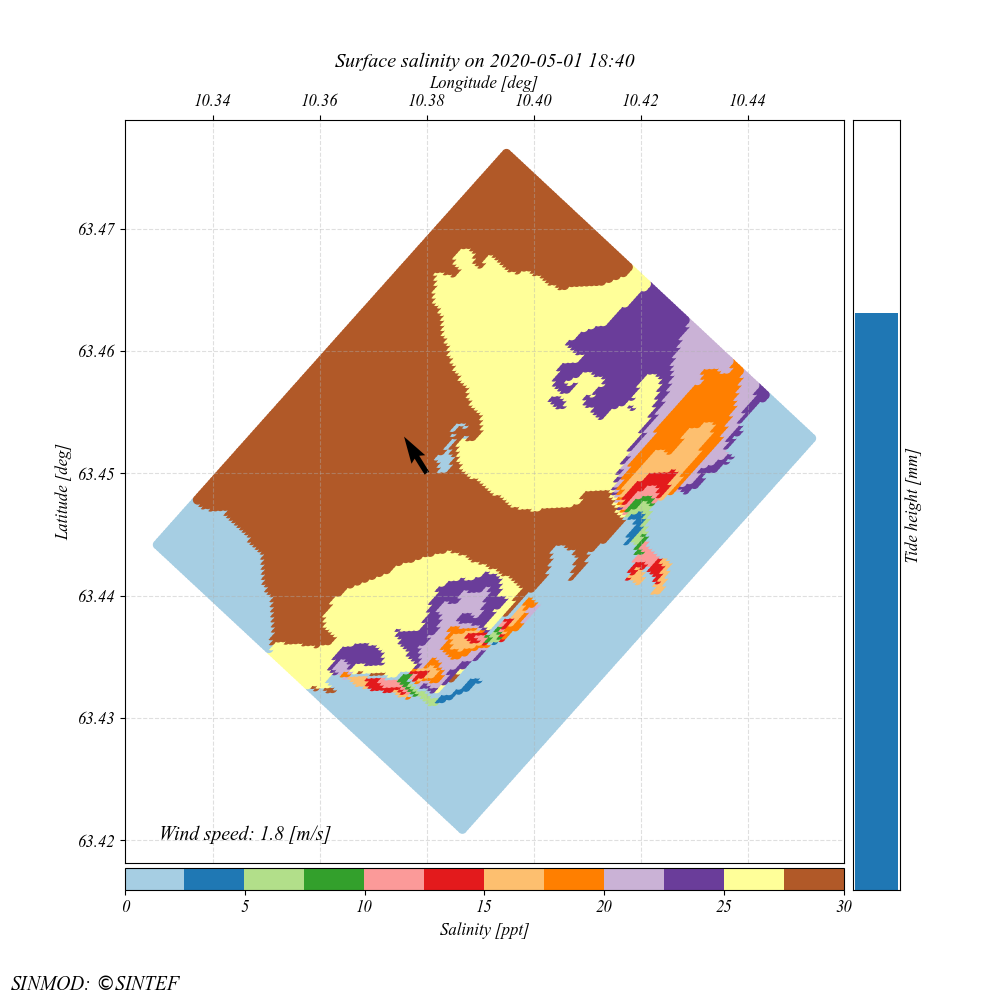 Surface salinity on 2020-05-01 18:40
Longitude [deg]
10.34 10.36 10.38 10.40 10.42 10.44
63.47
63.46
63.45
63.44
63.43
63.42
Latitude [deg]
Tide height [mm]
Wind speed: 1.8 [m/s]
0 5 10 15 20 25 30
Salinity [ppt]
SINMOD: ©SINTEF